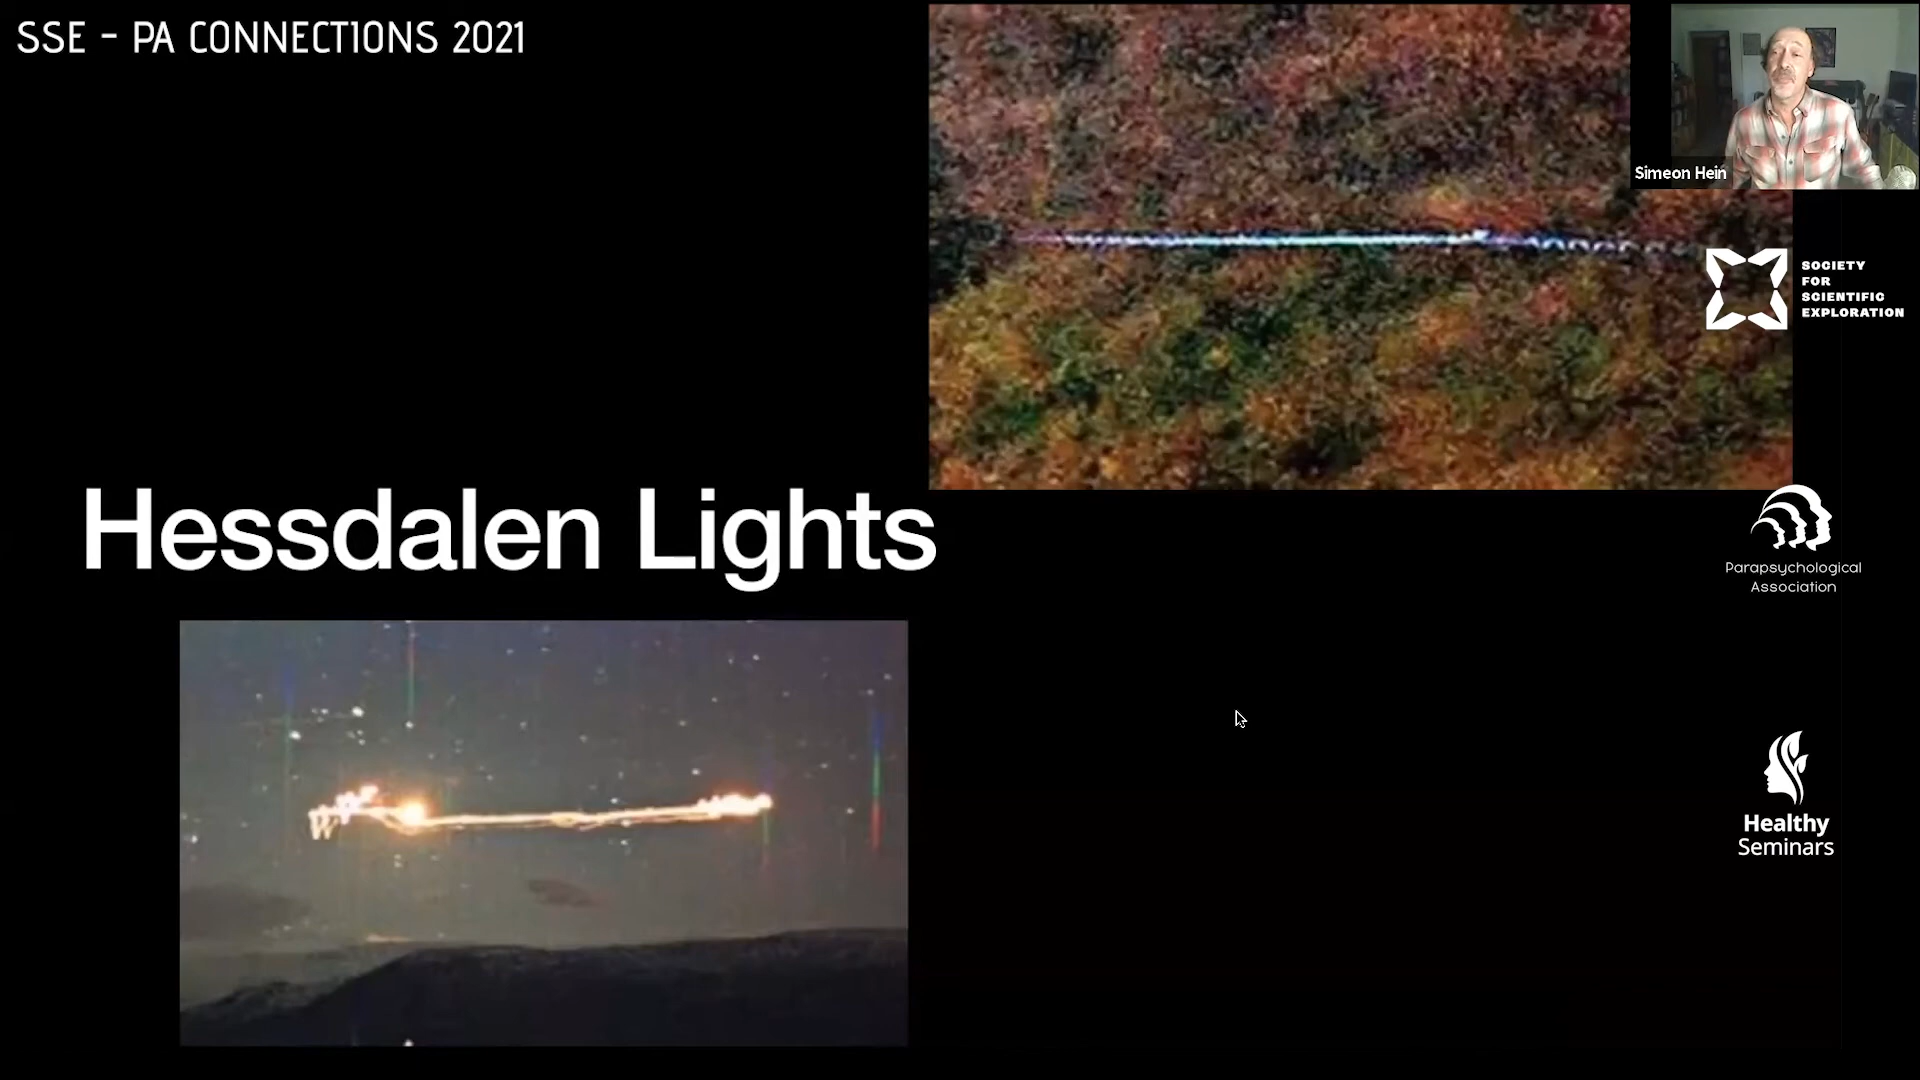 SSE - PA CONNECTIONS 2021
Simeon Hein
SOCIETY
FOR
SCIENTIFIC
EXPLORATION
Hessdalen Lights
Parapsychological
Association
Healthy
Seminars